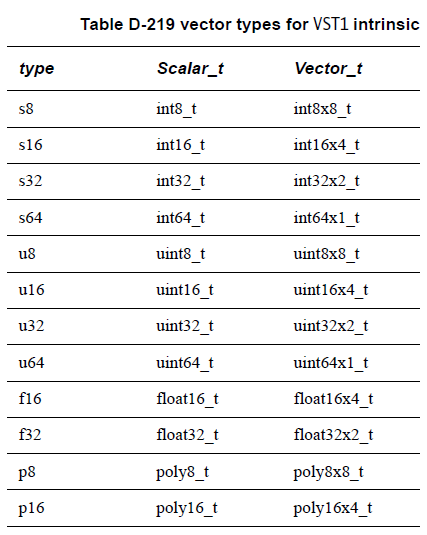 Table D-219 vector types for VST1 intrinsic
type Scalar_t Vector_t
s8 int8_t int8x8_t
s16 int16_t int16x4_t
s32 int32_t int32x2_t
s64 int64_t int64x1_t
u8 uint8_t uint8x8_t
u16 uint16_t uint16x4_t
u32 uint32_t uint32x2_t
u64 uint64_t uint64x1_t
f16 float16_t float16x4_t
f32 float32_t float32x2_t
p8 poly8_t poly8x8_t
p16 poly16_t poly16x4_t